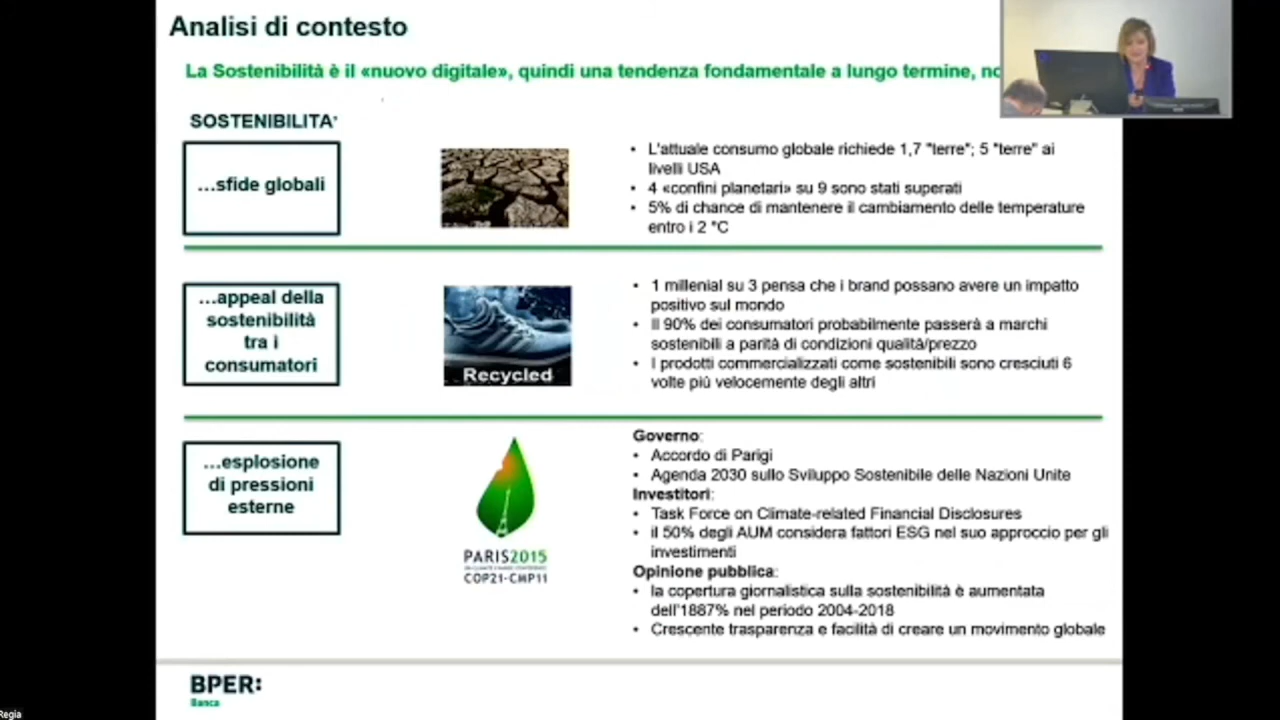 Analisi di contesto
La Sostenibilità è il «nuovo digitale», quindi una tendenza fondamentale a lungo termine,
SOSTENIBILITA'
...sfide globali
• L'attuale consumo globale richiede 1,7 "terre"; 5 "terre" ai
livelli USA
• 4 «confini planetari» su 9 sono stati superati
• 5% di chance di mantenere il cambiamento delle temperature
entro i 2 °C
...appeal della
sostenibilità
tra i
consumatori
Recycled
• 1 millenial su 3 pensa che i brand possano avere un impatto
positivo sul mondo
• Il 90% dei consumatori probabilmente passerà a marchi
sostenibili a parità di condizioni qualità/prezzo
• I prodotti commercializzati come sostenibili sono cresciuti 6
volte più velocemente degli altri
...esplosione
di pressioni
esterne
PARIS2015
COP21-CMP11
Governo:
• Accordo di Parigi
• Agenda 2030 sullo Sviluppo Sostenibile delle Nazioni Unite
Investitori:
• Task Force on Climate-related Financial Disclosures
• il 50% degli AUM considera fattori ESG nel suo approccio per gli
investimenti
Opinione pubblica:
• la copertura giornalistica sulla sostenibilità è aumentata
dell'1887% nel periodo 2004-2018
• Crescente trasparenza e facilità di creare un movimento globale
BPER:
Banca
Regia